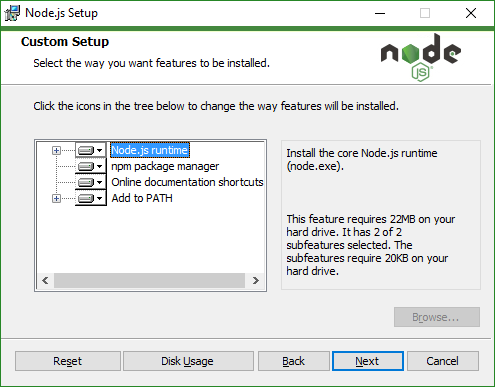 Node.js Setup
Custom Setup
Select the way you want features to be installed.
node
JS
Click the icons in the tree below to change the way features will be installed.
Node.js runtime
npm package manager
Online documentation shortcuts
Add to PATH
Install the core Node.js runtime
(node.exe).
This feature requires 22MB on your
hard drive. It has 2 of 2
subfeatures selected. The
subfeatures require 20KB on your
hard drive.
Browse...
Reset
Disk Usage
Back
Next
Cancel